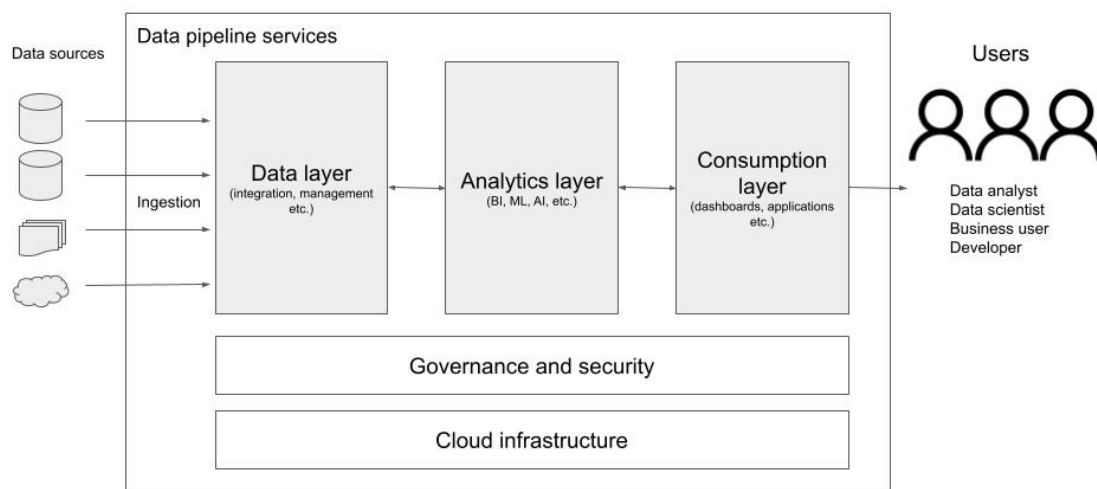 Data sources
Data pipeline services
Ingestion
Data layer
(integration, management
etc.)
Analytics layer
(BI, ML, AI, etc.)
Consumption
layer
(dashboards, applications
etc.)
Governance and security
Cloud infrastructure
Users
Data analyst
Data scientist
Business user
Developer